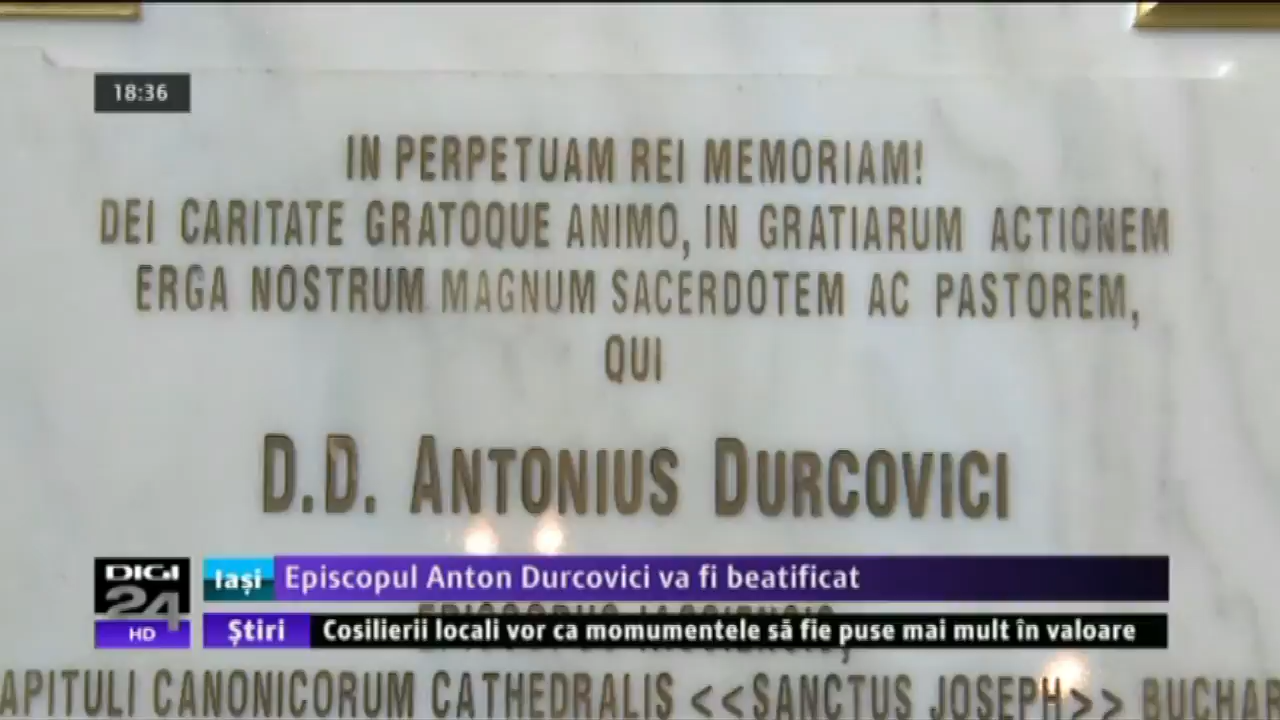 18:36
IN PERPETUAM REI MEMORIAM!
DEI CARITATE GRATOQUE ANIMO, IN GRATIARUM ACTIONEM
ERGA NOSTRUM MAGNUM SACERDOTEM AC PASTOREM,
QUI
D.D. ANTONIUS DURCOVICI
DIGI 24 HD
Iași Episcopul Anton Durcovici va fi beatificat
Știri Cosilierii locali vor ca momumentele să fie puse mai mult în valoare
APITULI CANONICORUM CATHEDRALIS <<SANCTUS JOSEPH>> BUCHAR